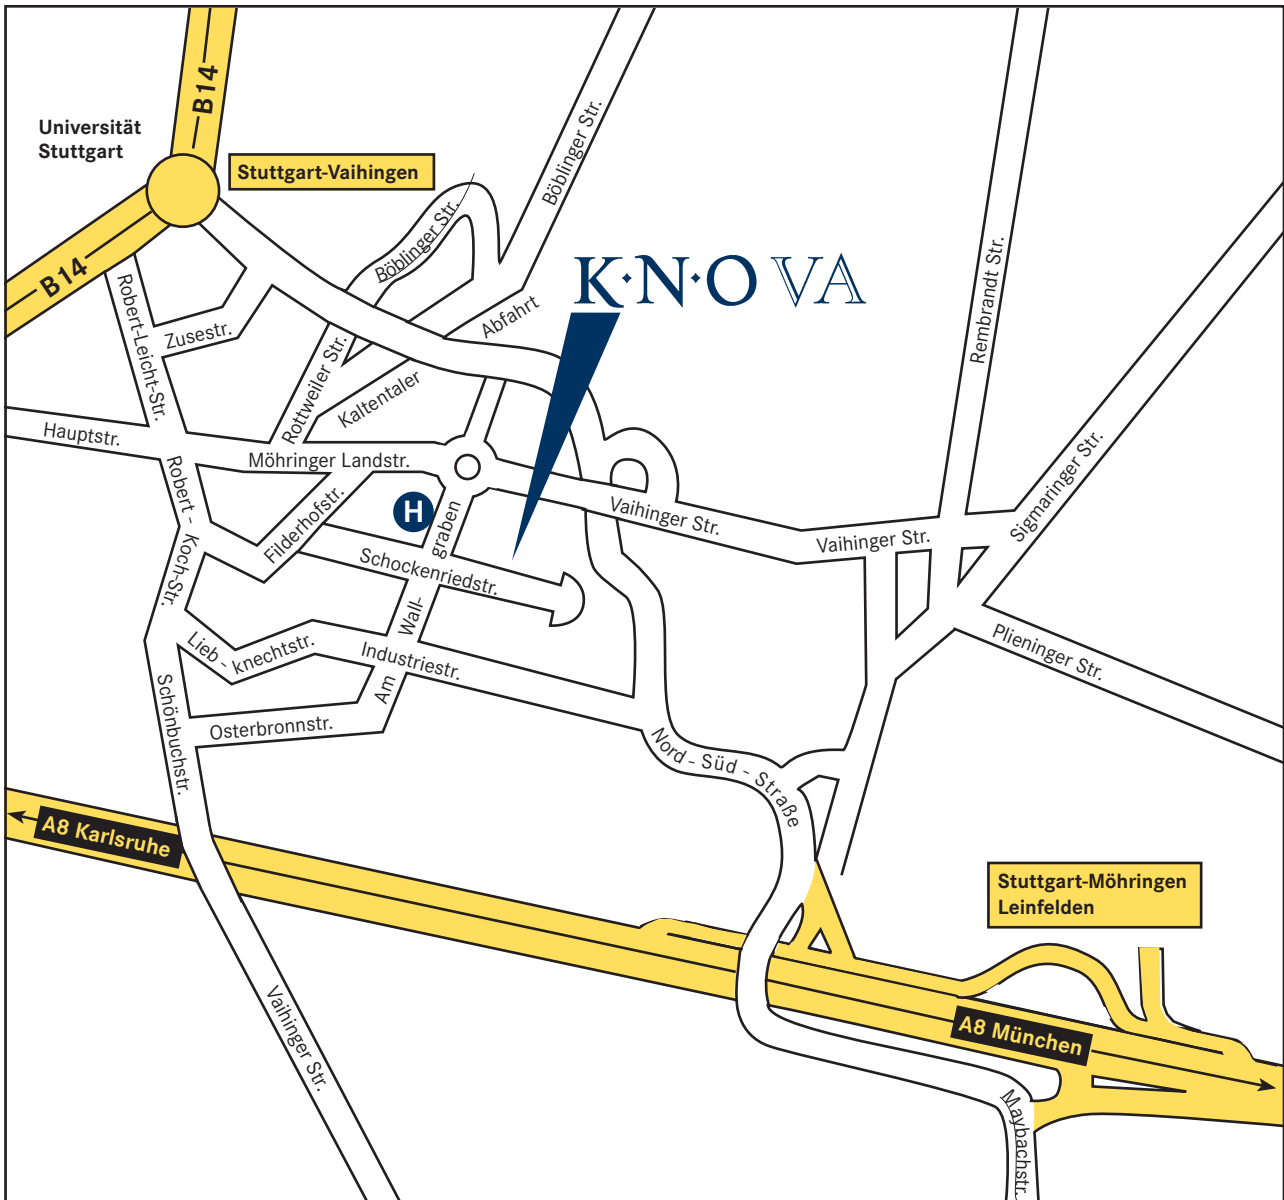 B14
Universität
Stuttgart
Stuttgart-Vaihingen
Böblinger Str.
Böblinger Str.
B14
K·N·O VA
Abfahrt
Robert-Leicht-Str.
Zusestr.
Rottweiler Str.
Kaltentaler
Rembrandt Str.
Hauptstr.
Möhringer Landstr.
Sigmaringer Str.
H
Vaihinger Str.
Vaihinger Str.
Robert - Koch-Str.
Filderhofstr.
Schockenriedstr.
Am Wall-
graben
Lieb -
knechtstr.
Industriestr.
Plieninger Str.
Schönbuchstr.
Osterbronnstr.
Nord - Süd - Straße
A8 Karlsruhe
Stuttgart-Möhringen
Leinfelden
Vaihinger Str.
A8 München
Maybachstr.